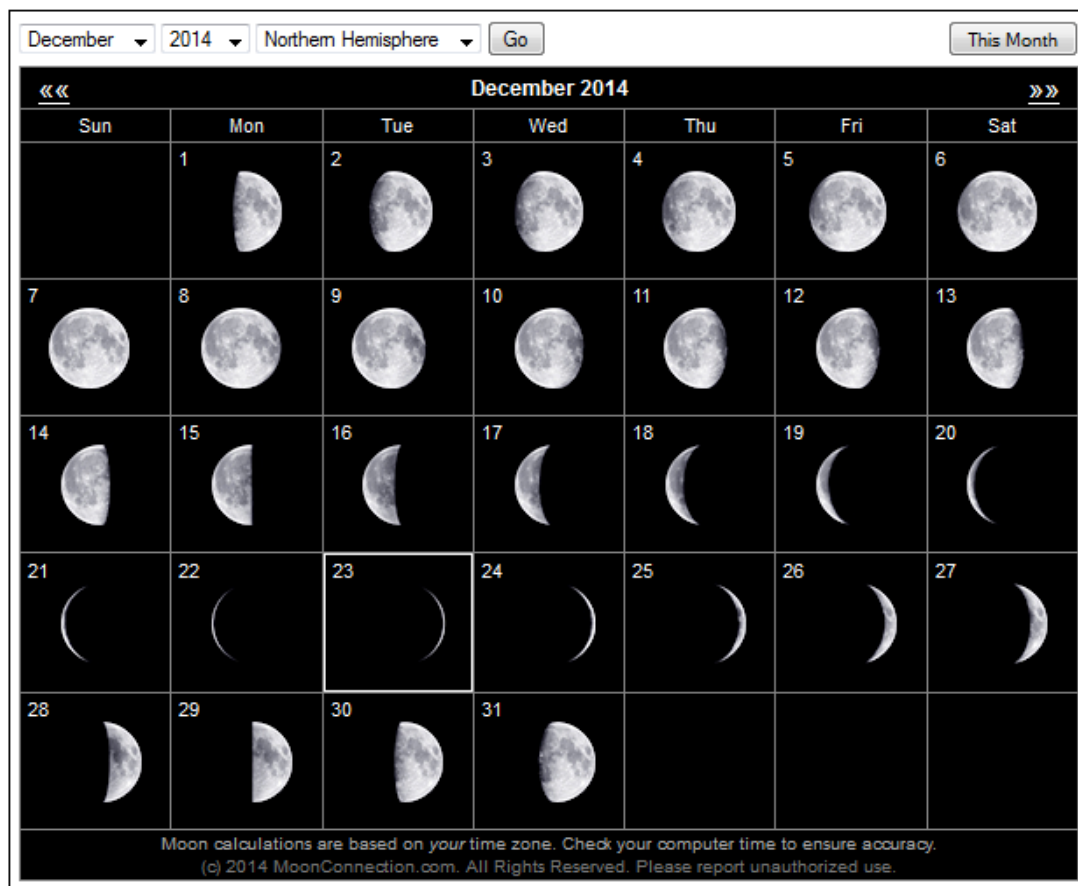 December 2014 Northern Hemisphere Go This Month
«« December 2014 »»
Sun Mon Tue Wed Thu Fri Sat
1 2 3 4 5 6
7 8 9 10 11 12 13
14 15 16 17 18 19 20
21 22 23 24 25 26 27
28 29 30 31
Moon calculations are based on your time zone. Check your computer time to ensure accuracy.
(c) 2014 MoonConnection.com. All Rights Reserved. Please report unauthorized use.